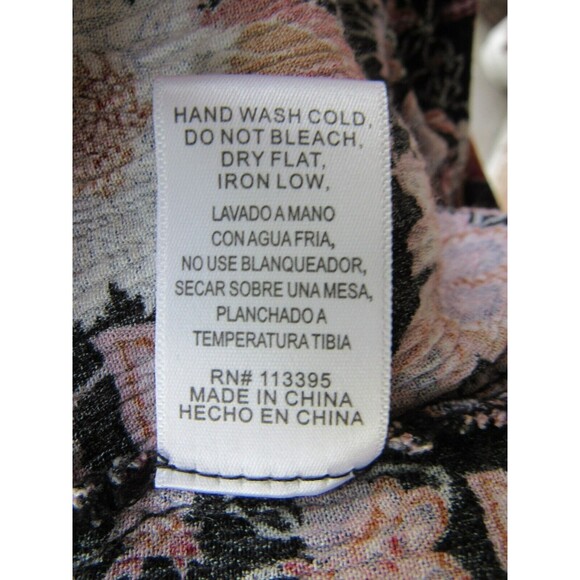 HAND WASH COLD,
DO NOT BLEACH,
DRY FLAT,
IRON LOW,
LAVADO A MANO
CON AGUA FRIA,
NO USE BLANQUEADOR,
SECAR SOBRE UNA MESA,
PLANCHADO A
TEMPERATURA TIBIA
RN# 113395
MADE IN CHINA
HECHO EN CHINA